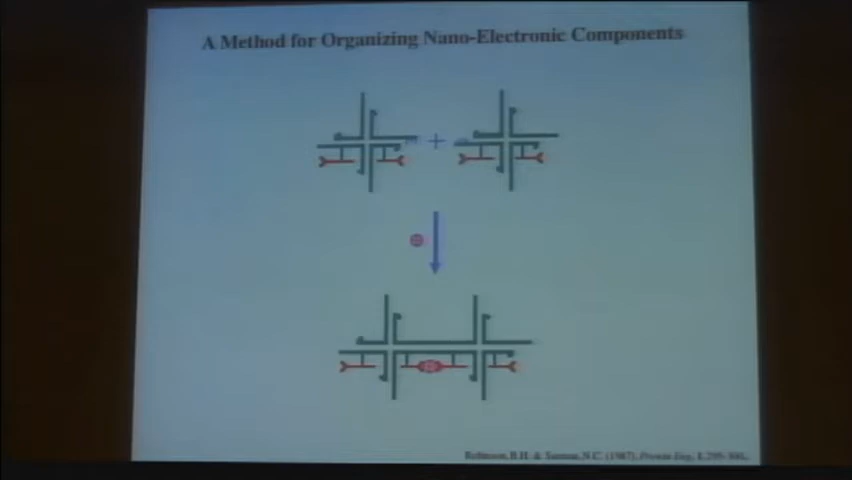 A Method for Organizing Nano-Electronic Components
+
Robinson, B.H. & Seeman, N.C. (1987), Protein Eng. 1, 295-300.